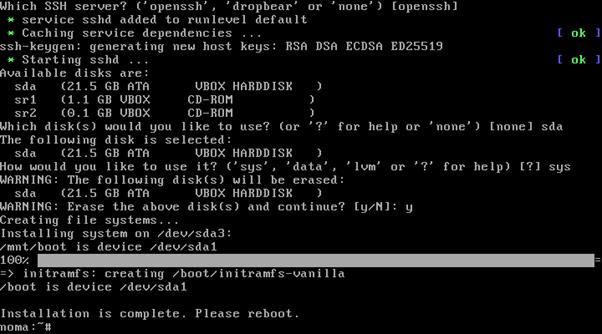 Which SSH server? ('openssh', 'dropbear' or 'none') [openssh]
* service sshd added to runlevel default
* Caching service dependencies ... [ ok ]
ssh-keygen: generating new host keys: RSA DSA ECDSA ED25519
* Starting sshd ... [ ok ]
Available disks are:
sda (21.5 GB ATA VBOX HARDDISK )
sr1 (1.1 GB VBOX CD-ROM )
sr2 (0.1 GB VBOX CD-ROM )
Which disk(s) would you like to use? (or '?' for help or 'none') [none] sda
The following disk is selected:
sda (21.5 GB ATA VBOX HARDDISK )
How would you like to use it? ('sys', 'data', 'lvm' or '?' for help) [?] sys
WARNING: The following disk(s) will be erased:
sda (21.5 GB ATA VBOX HARDDISK )
WARNING: Erase the above disk(s) and continue? [y/N]: y
Creating file systems...
Installing system on /dev/sda3:
/mnt/boot is device /dev/sda1
100% =
=> initramfs: creating /boot/initramfs-vanilla
/boot is device /dev/sda1
Installation is complete. Please reboot.
noma:~#